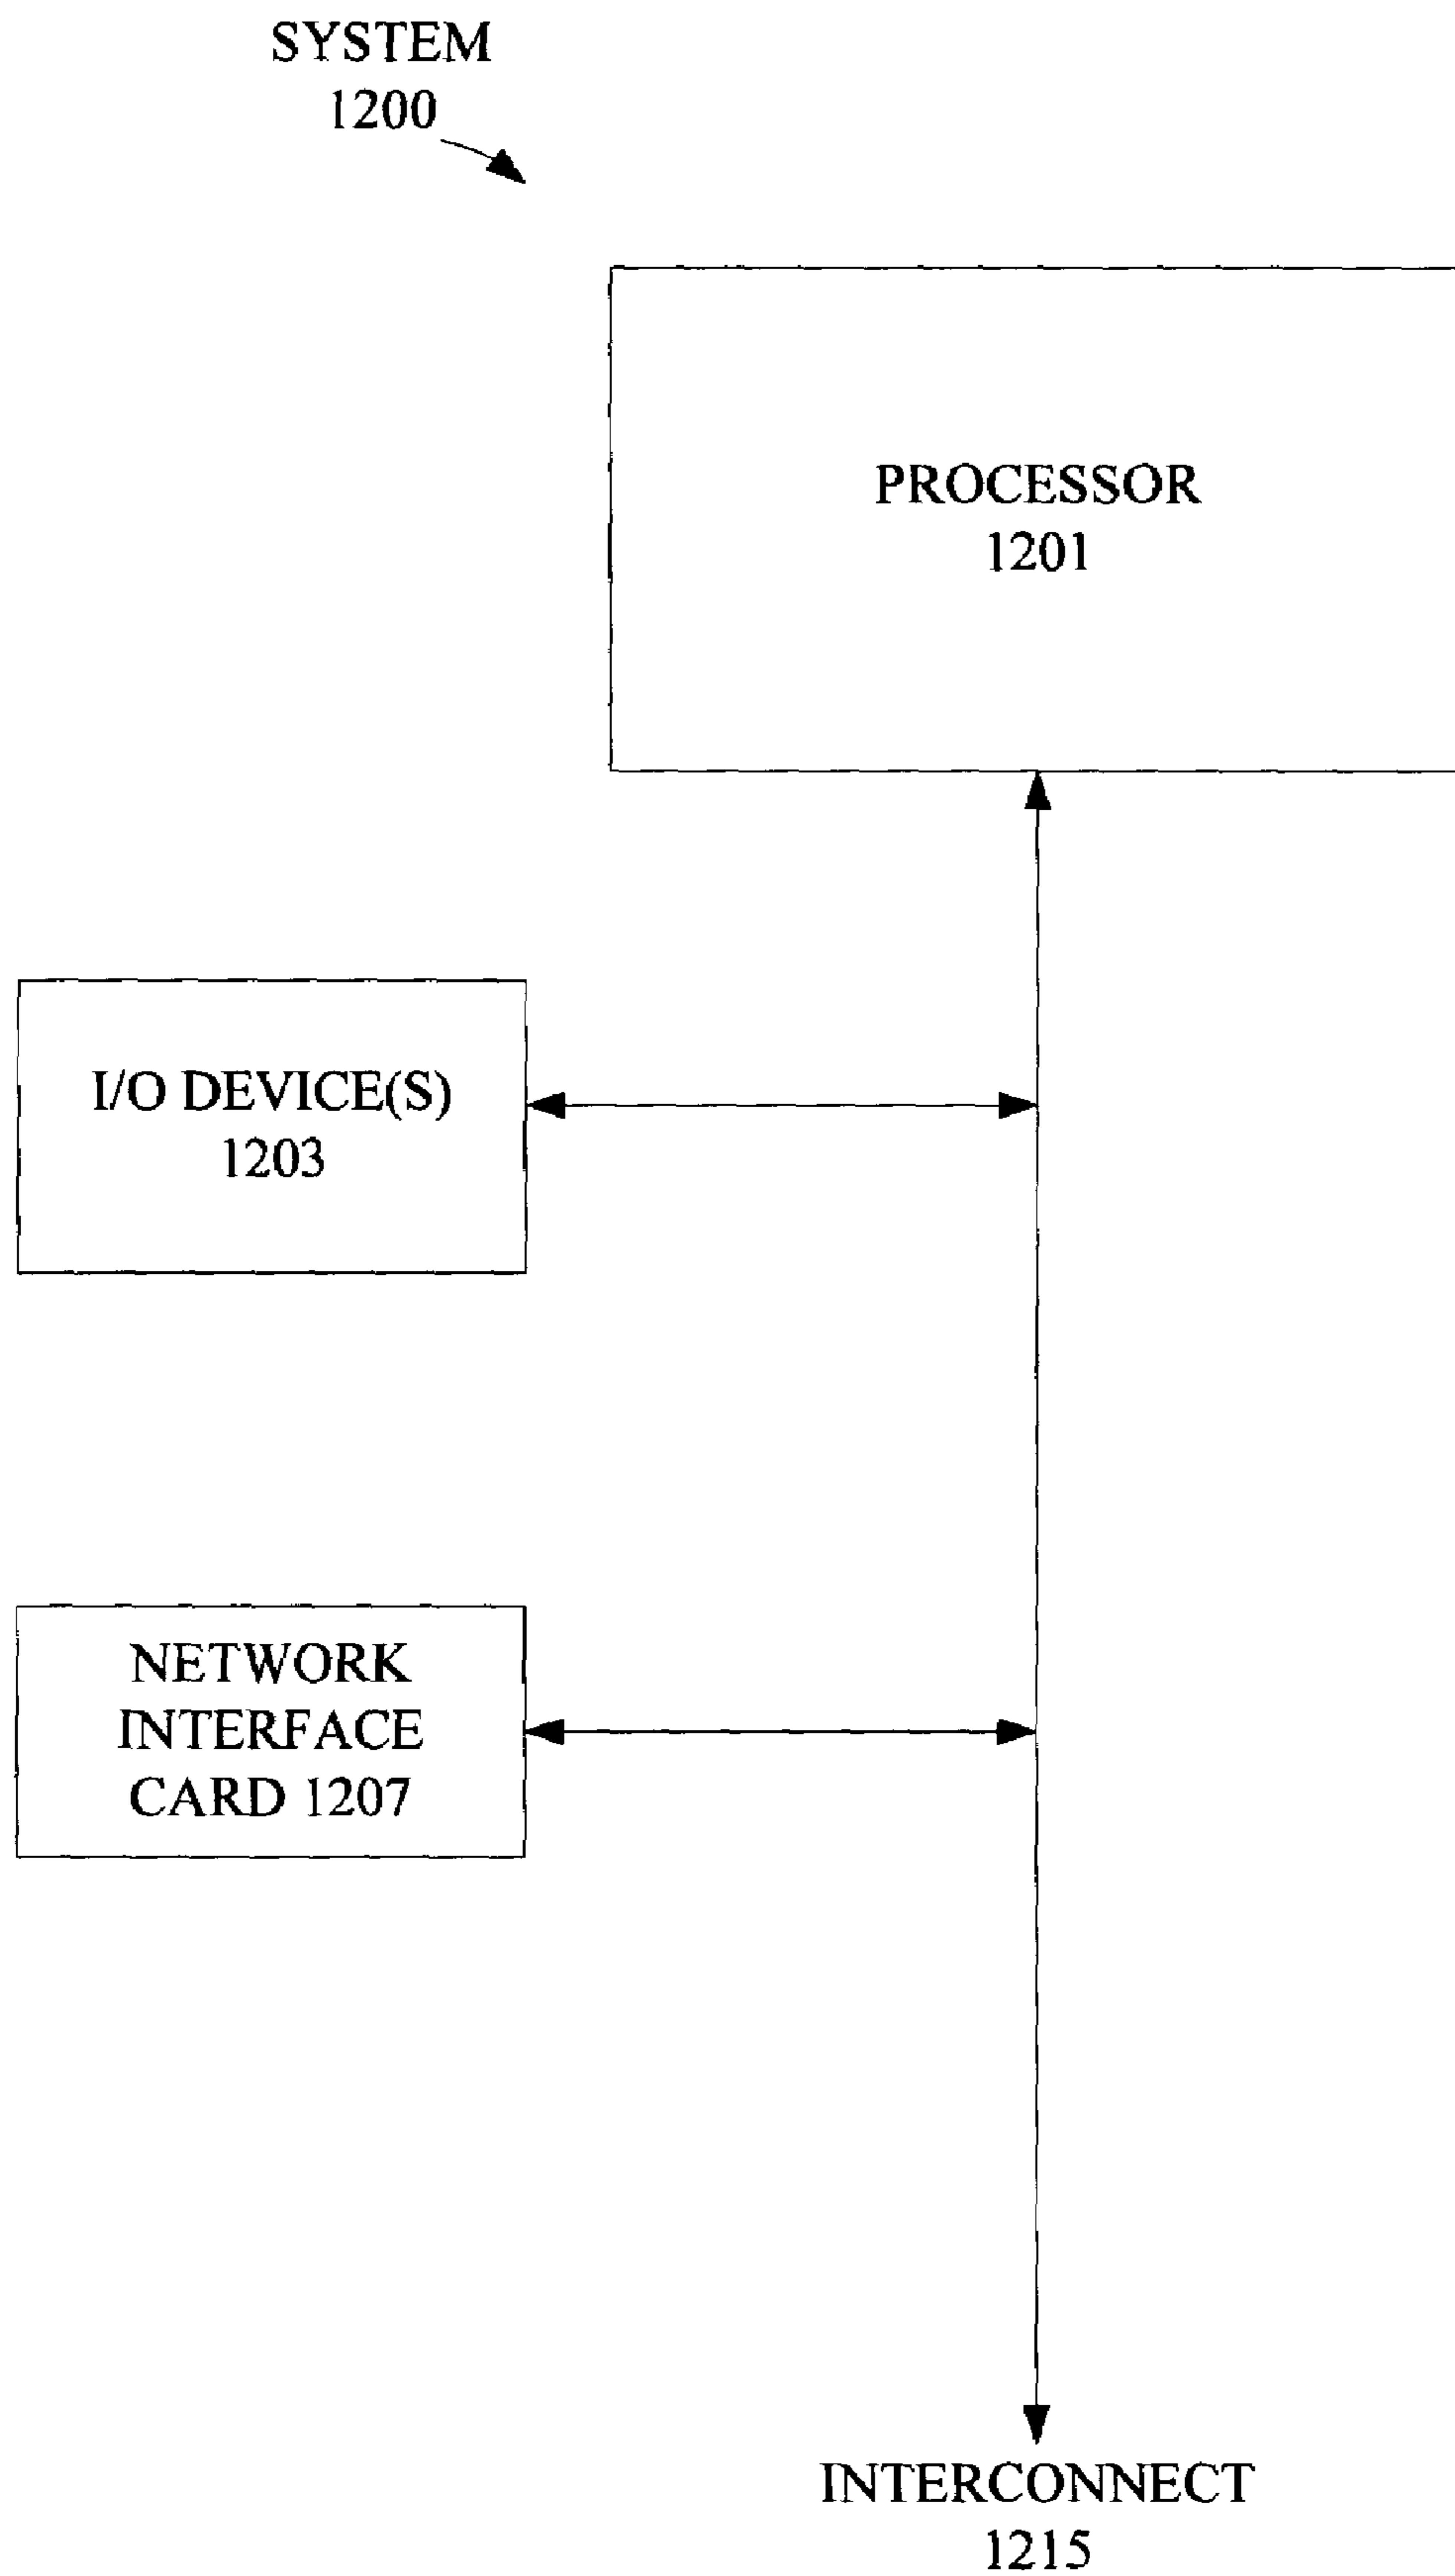 SYSTEM
1200
PROCESSOR
1201
I/O DEVICE(S)
1203
NETWORK
INTERFACE
CARD 1207
INTERCONNECT
1215